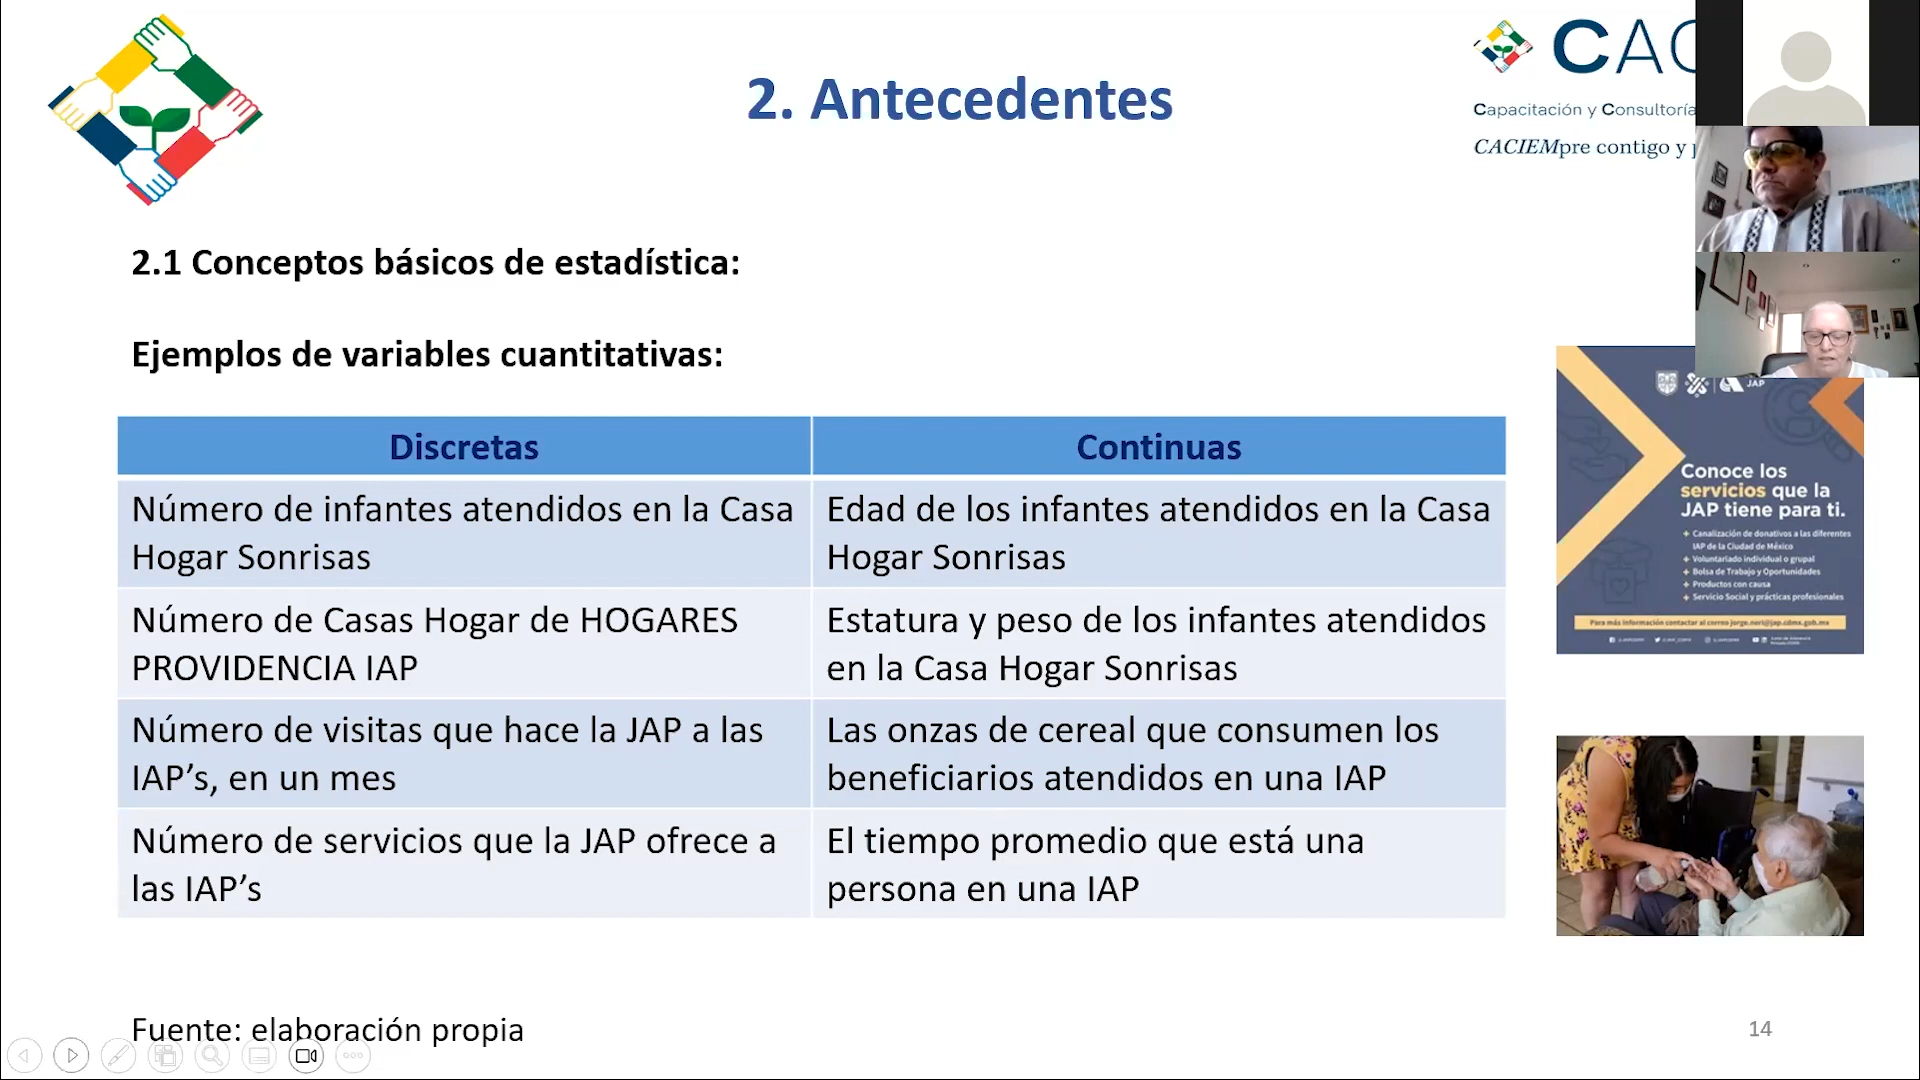 2. Antecedentes
CAC
Capacitación y Consultoría
CACIEMpre contigo y
2.1 Conceptos básicos de estadística:
Ejemplos de variables cuantitativas:
Discretas
Continuas
Número de infantes atendidos en la Casa
Hogar Sonrisas
Edad de los infantes atendidos en la Casa
Hogar Sonrisas
Número de Casas Hogar de HOGARES
PROVIDENCIA IAP
Estatura y peso de los infantes atendidos
en la Casa Hogar Sonrisas
Número de visitas que hace la JAP a las
IAP’s, en un mes
Las onzas de cereal que consumen los
beneficiarios atendidos en una IAP
Número de servicios que la JAP ofrece a
las IAP’s
El tiempo promedio que está una
persona en una IAP
JAP
Conoce los
servicios que la
JAP tiene para ti.
+ Canalización de donativos a las diferentes
IAP de la Ciudad de México
+ Voluntariado individual o grupal
+ Bolsa de Trabajo y Oportunidades
+ Productos con causa
+ Servicio Social y prácticas profesionales
Para más información contactar al correo jorge.neri@jap.cdmx.gob.mx
Fuente: elaboración propia
14